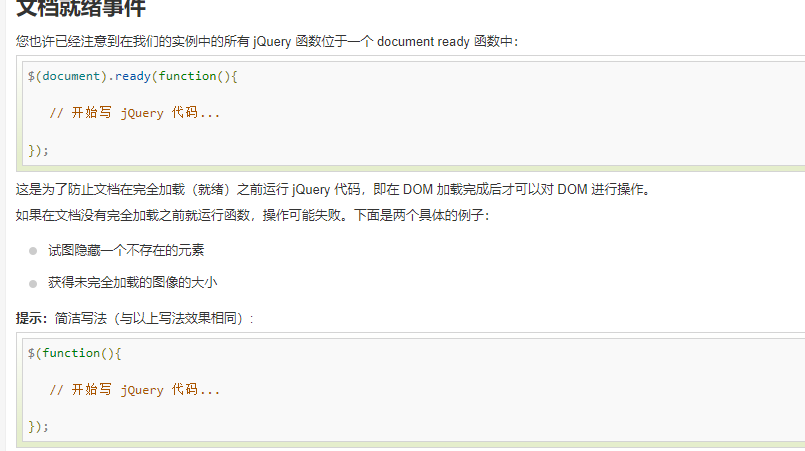 文档就绪事件
您也许已经注意到在我们的实例中的所有 jQuery 函数位于一个 document ready 函数中：
$(document).ready(function(){
// 开始写 jQuery 代码...
});
这是为了防止文档在完全加载（就绪）之前运行 jQuery 代码，即在 DOM 加载完成后才可以对 DOM 进行操作。
如果在文档没有完全加载之前就运行函数，操作可能失败。下面是两个具体的例子：
试图隐藏一个不存在的元素
获得未完全加载的图像的大小
提示：简洁写法（与以上写法效果相同）:
$(function(){
// 开始写 jQuery 代码...
});